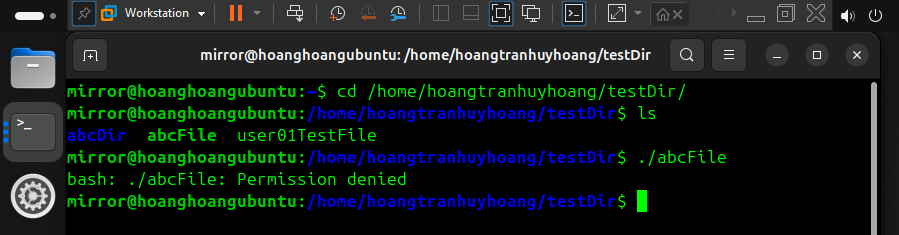 Workstation
mirror@hoanghoangubuntu: /home/hoangtranhuyhoang/testDir
mirror@hoanghoangubuntu:~$ cd /home/hoangtranhuyhoang/testDir/
mirror@hoanghoangubuntu:/home/hoangtranhuyhoang/testDir$ ls
abcDir  abcFile  user01TestFile
mirror@hoanghoangubuntu:/home/hoangtranhuyhoang/testDir$ ./abcFile
bash: ./abcFile: Permission denied
mirror@hoanghoangubuntu:/home/hoangtranhuyhoang/testDir$